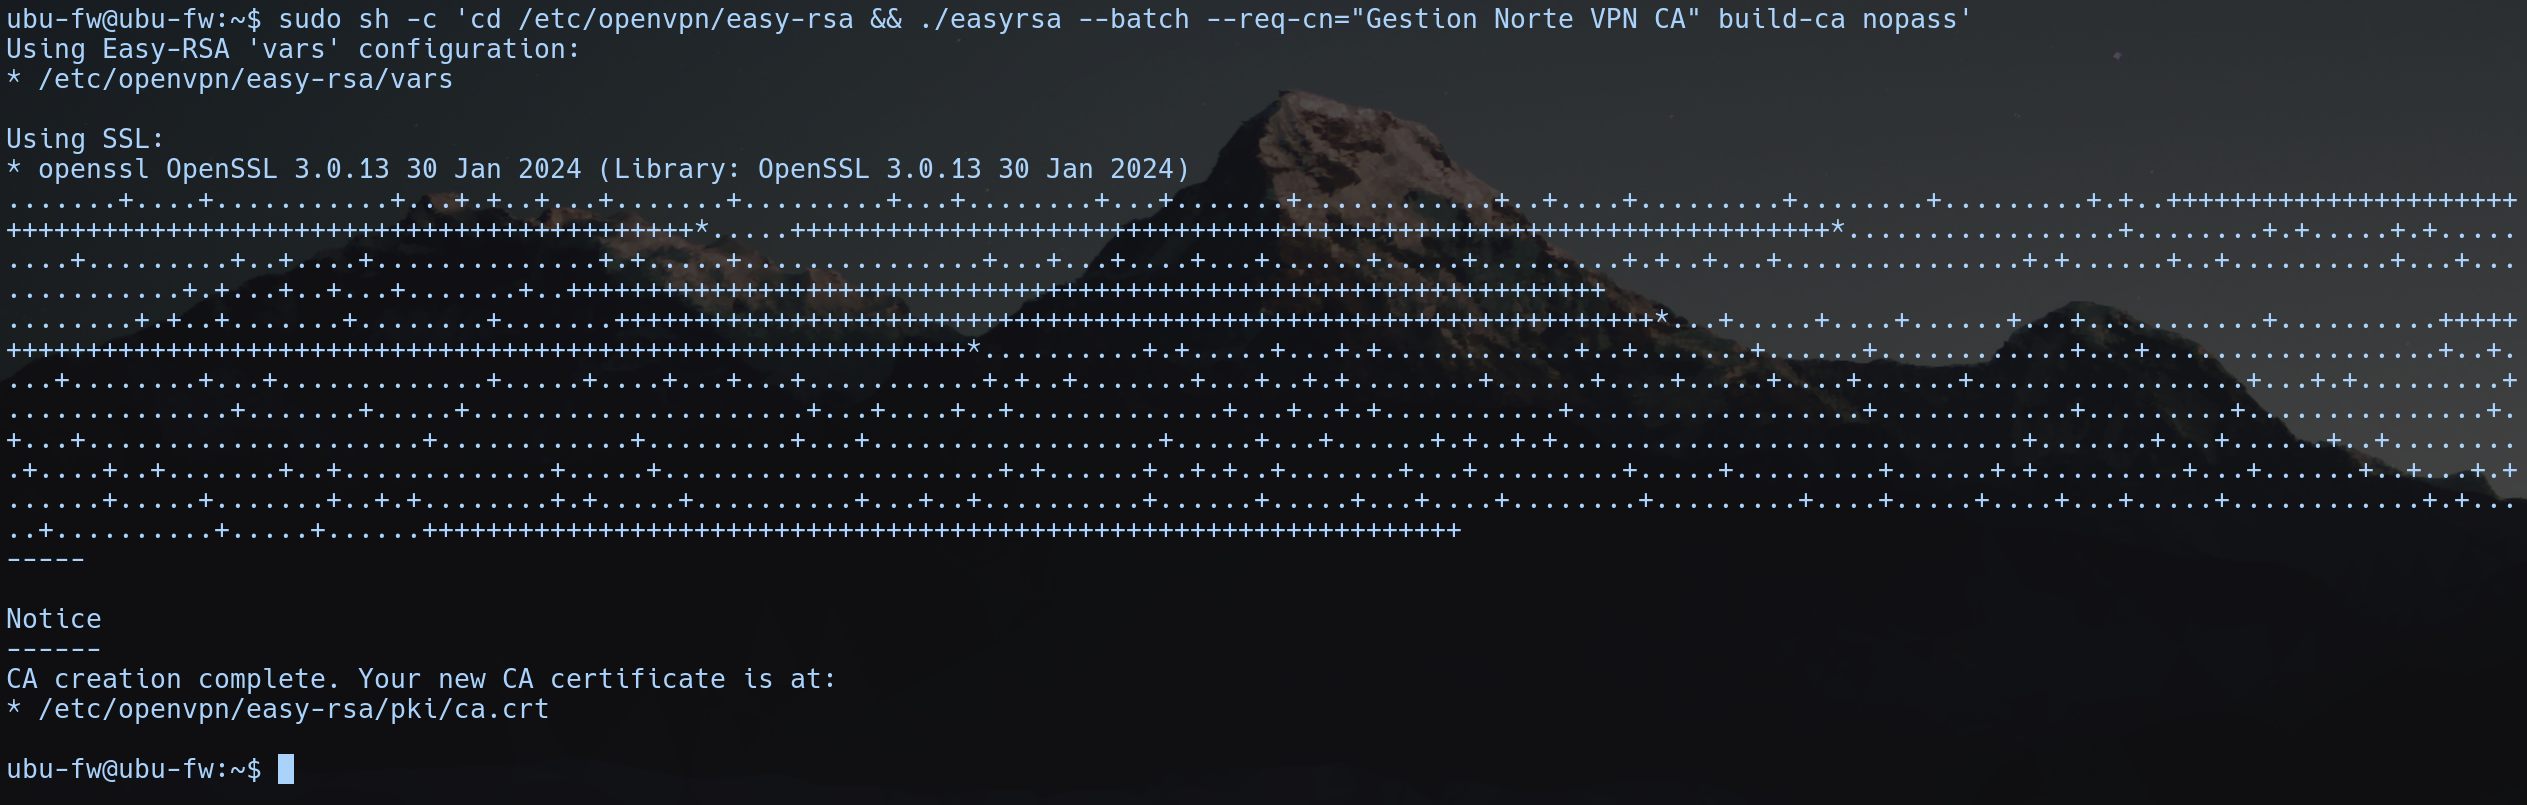 ubu-fw@ubu-fw:~$ sudo sh -c 'cd /etc/openvpn/easy-rsa && ./easyrsa --batch --req-cn="Gestion Norte VPN CA" build-ca nopass'
Using Easy-RSA 'vars' configuration:
* /etc/openvpn/easy-rsa/vars

Using SSL:
* openssl OpenSSL 3.0.13 30 Jan 2024 (Library: OpenSSL 3.0.13 30 Jan 2024)
-----

Notice
------
CA creation complete. Your new CA certificate is at:
* /etc/openvpn/easy-rsa/pki/ca.crt

ubu-fw@ubu-fw:~$